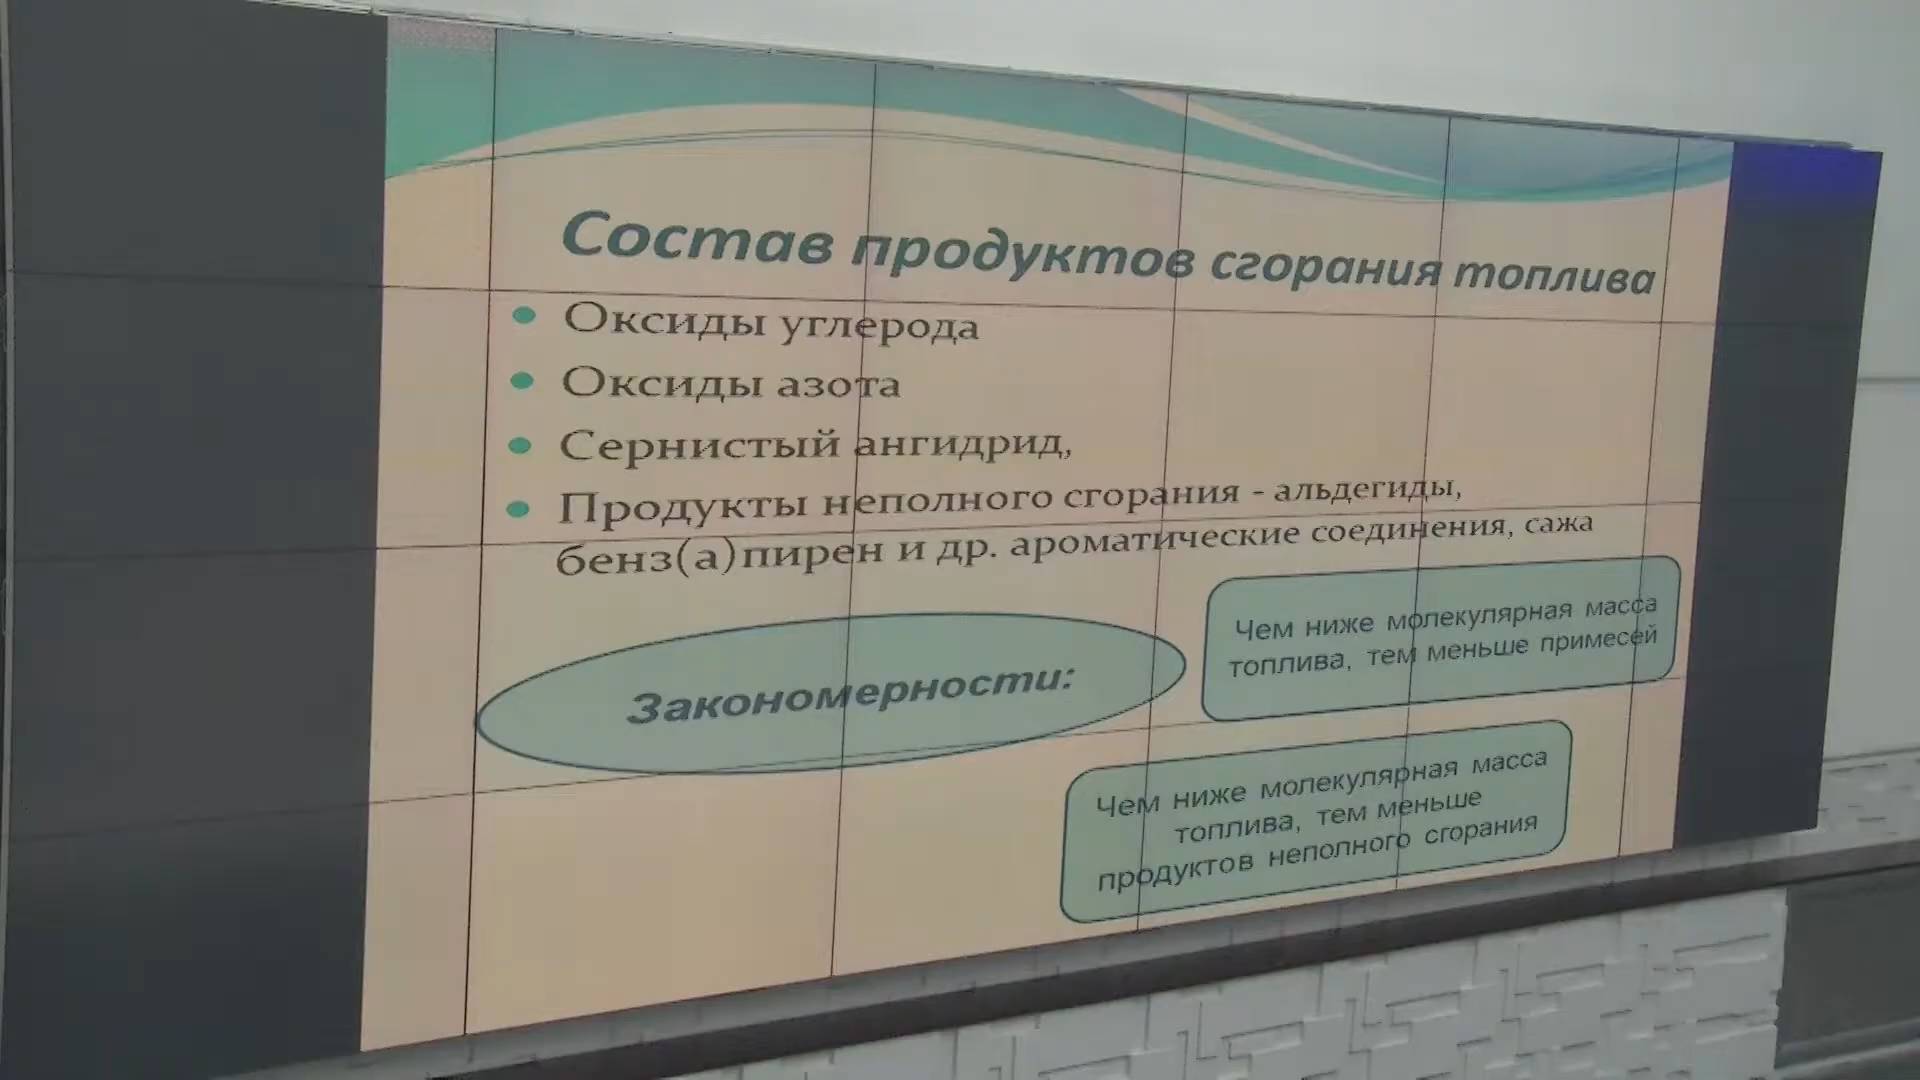 Состав продуктов сгорания топлива
Оксиды углерода
Оксиды азота
Сернистый ангидрид,
Продукты неполного сгорания - альдегиды,
бенз(а)пирен и др. ароматические соединения, сажа
Закономерности:
Чем ниже молекулярная масса
топлива, тем меньше примесей
Чем ниже молекулярная масса
топлива, тем меньше
продуктов неполного сгорания